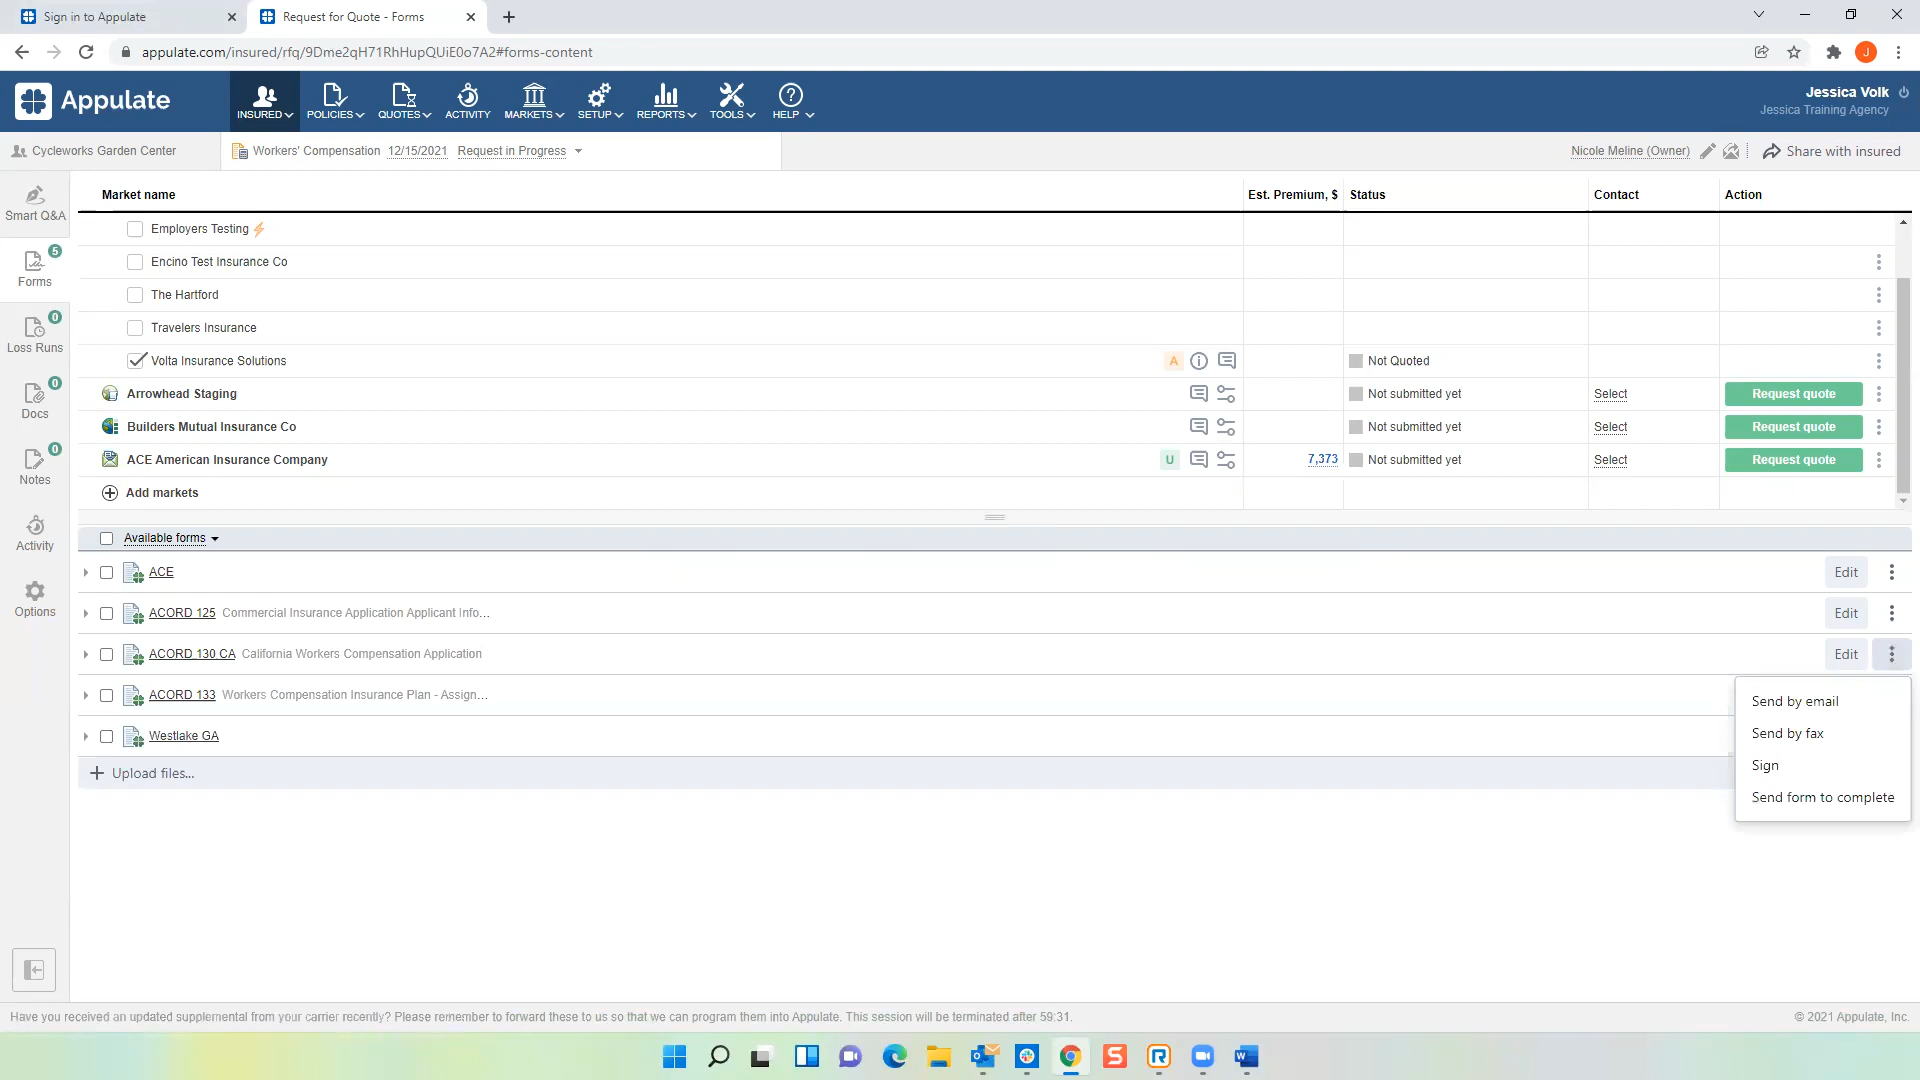 Sign in to Appulate
Request for Quote - Forms
appulate.com/insured/rfq/9Dme2qH71RhHupQUiE0o7A2#forms-content
J
Appulate
INSURED
POLICIES
QUOTES
ACTIVITY
MARKETS
SETUP
REPORTS
TOOLS
HELP
Jessica Volk
Jessica Training Agency
Cycleworks Garden Center
Workers' Compensation 12/15/2021 Request in Progress
Nicole Meline (Owner)
Share with insured
Smart Q&A
5
Forms
0
Loss Runs
0
Docs
0
Notes
Activity
Options
Market name Est. Premium, $ Status Contact Action
Employers Testing
Encino Test Insurance Co
The Hartford
Travelers Insurance
Volta Insurance Solutions A Not Quoted
Arrowhead Staging Not submitted yet Select Request quote
Builders Mutual Insurance Co Not submitted yet Select Request quote
ACE American Insurance Company U 7,373 Not submitted yet Select Request quote
Add markets
Available forms
ACE Edit
ACORD 125 Commercial Insurance Application Applicant Info... Edit
ACORD 130 CA California Workers Compensation Application Edit
ACORD 133 Workers Compensation Insurance Plan - Assign...
Westlake GA
Upload files...
Send by email
Send by fax
Sign
Send form to complete
Have you received an updated supplemental from your carrier recently? Please remember to forward these to us so that we can program them into Appulate. This session will be terminated after 59:31.
© 2021 Appulate, Inc.